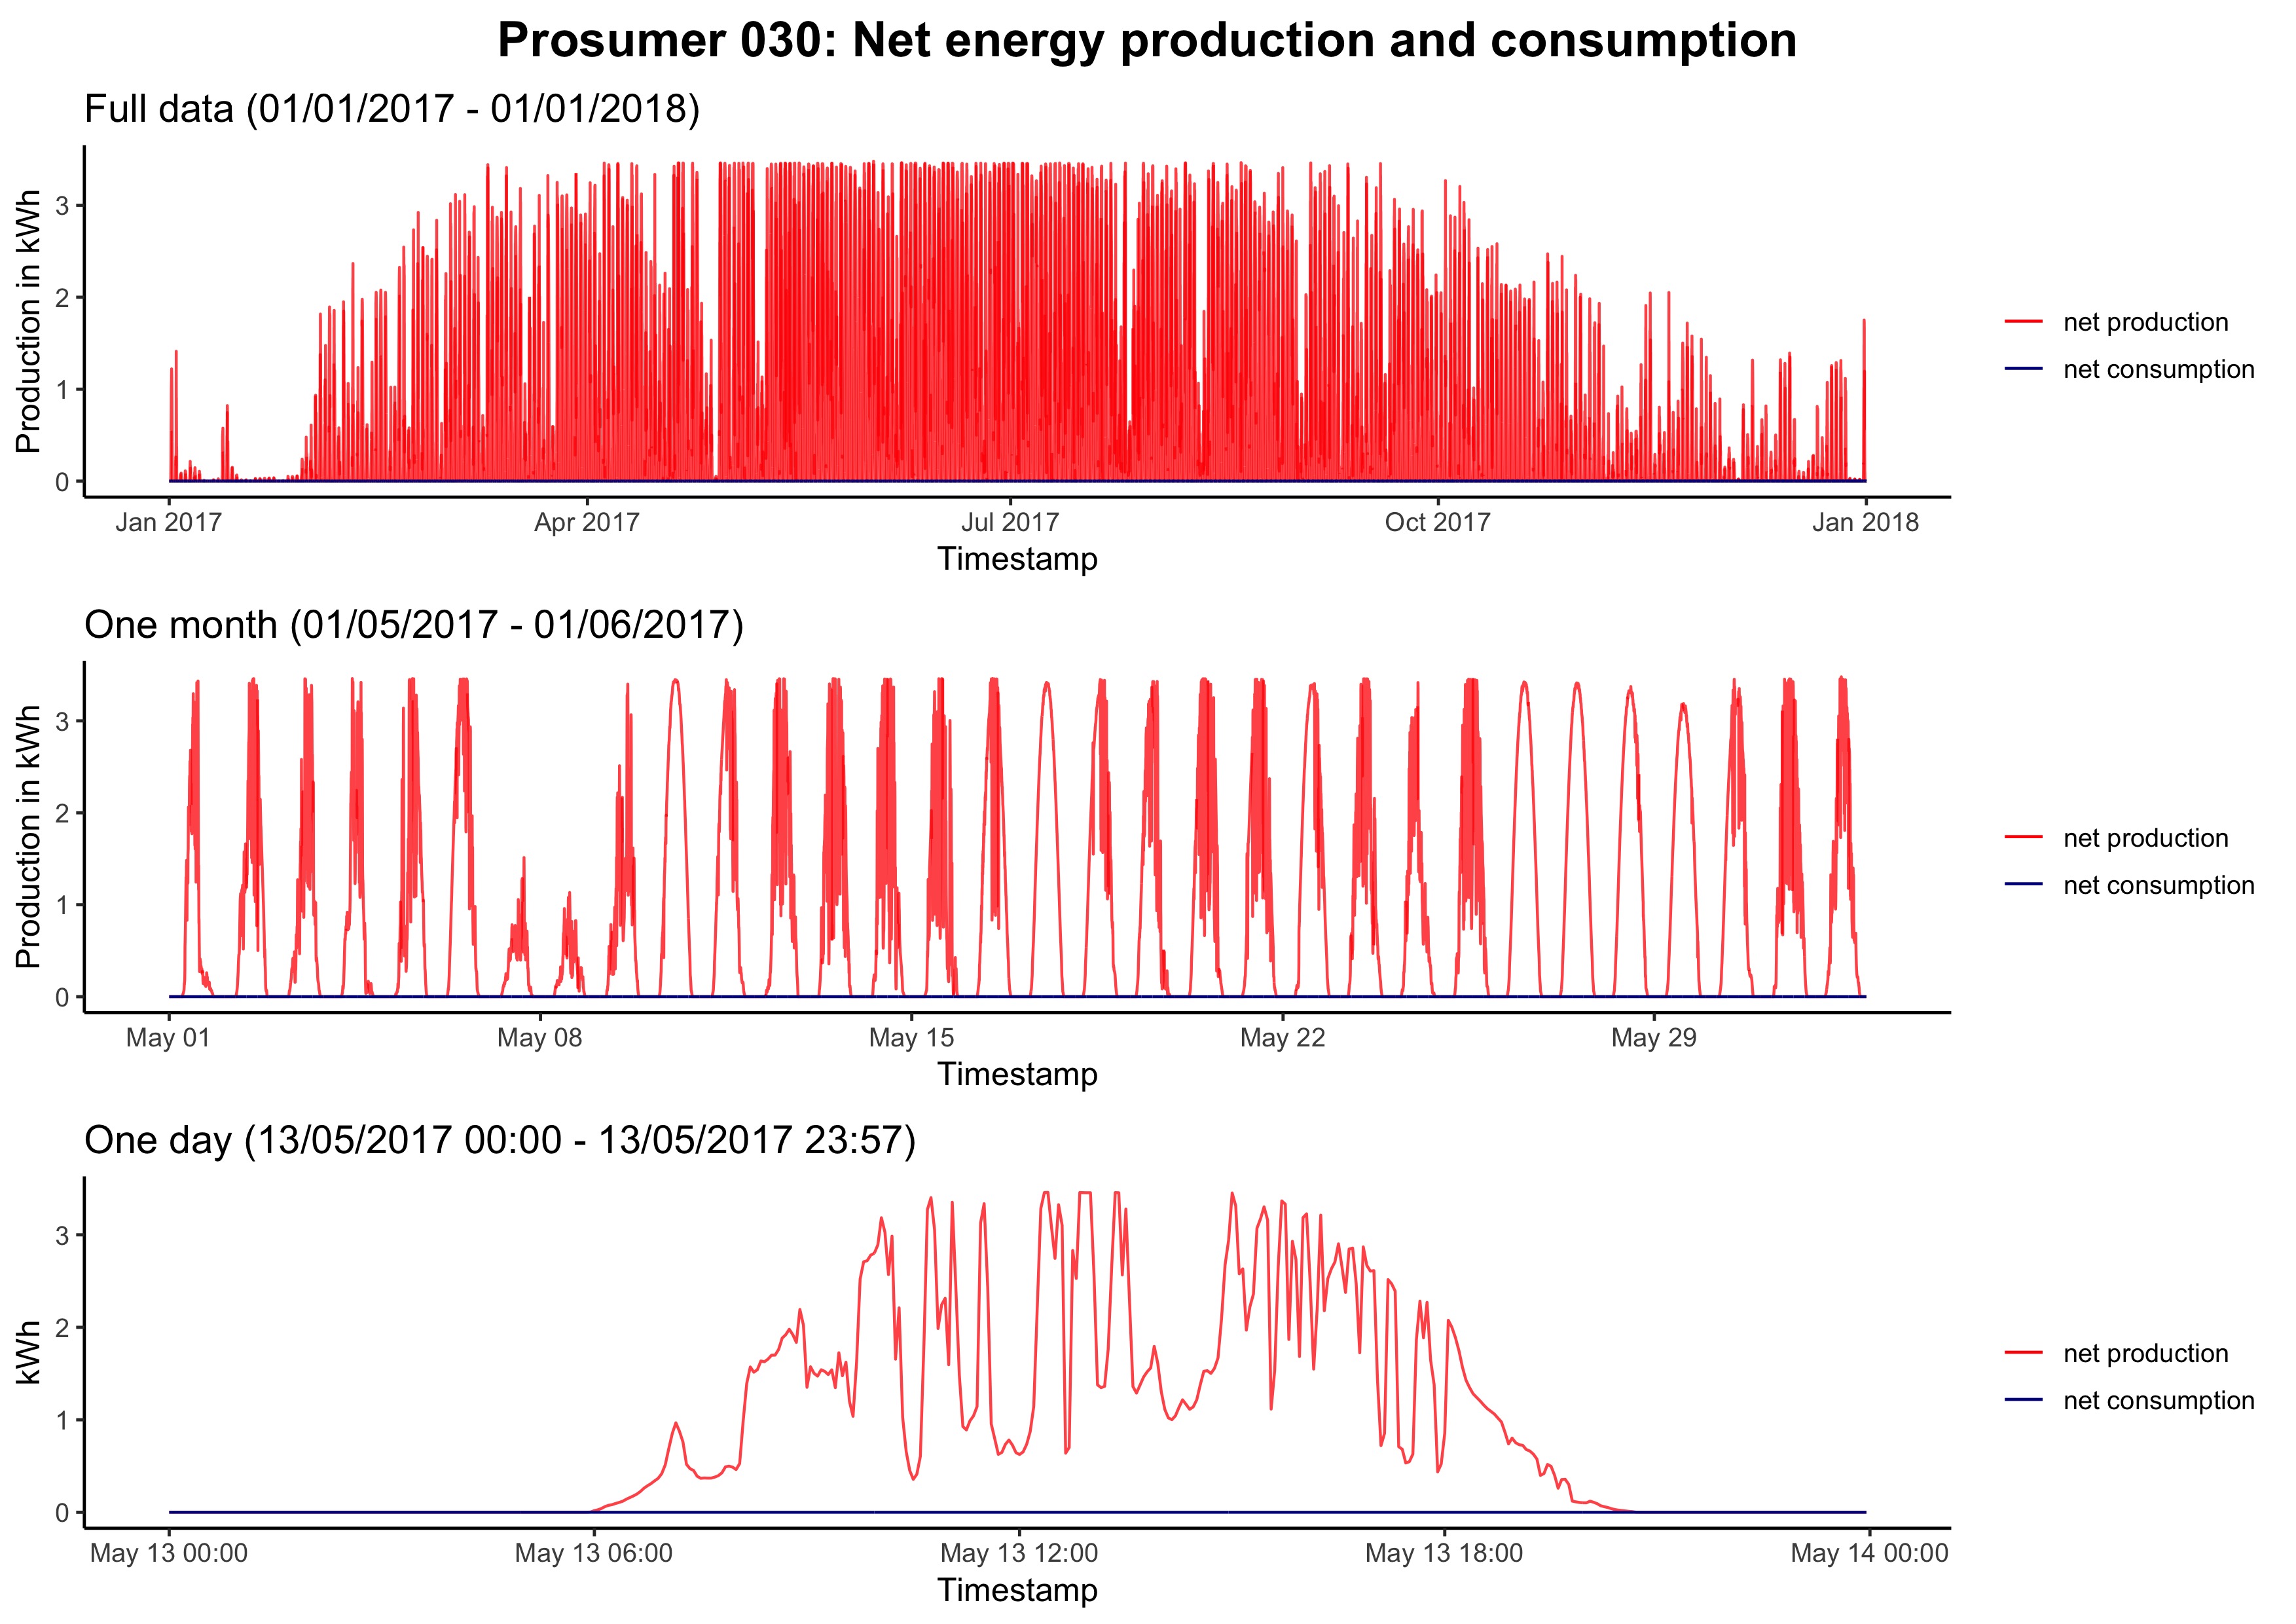 Prosumer 030: Net energy production and consumption
Full data (01/01/2017 - 01/01/2018)
Production in kWh
3
2
1
0
Jan 2017 Apr 2017 Jul 2017 Oct 2017 Jan 2018
Timestamp
net production
net consumption
One month (01/05/2017 - 01/06/2017)
Production in kWh
3
2
1
0
May 01 May 08 May 15 May 22 May 29
Timestamp
net production
net consumption
One day (13/05/2017 00:00 - 13/05/2017 23:57)
kWh
3
2
1
0
May 13 00:00 May 13 06:00 May 13 12:00 May 13 18:00 May 14 00:00
Timestamp
net production
net consumption